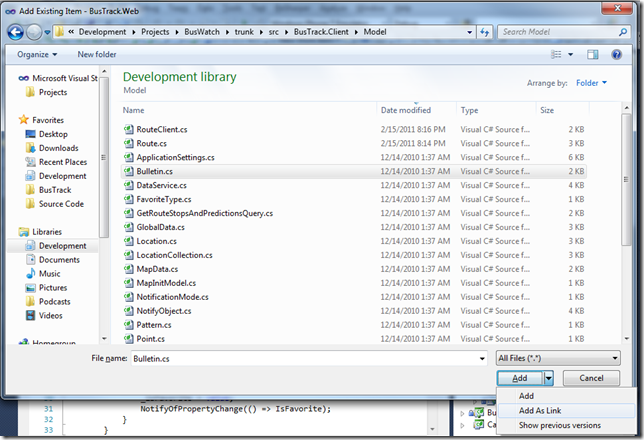 Add Existing Item - BusTrack.Web
Development ▸ Projects ▸ BusWatch ▸ trunk ▸ src ▸ BusTrack.Client ▸ Model
Search Model
Organize
New folder
Microsoft Visual St
Projects
Favorites
Desktop
Downloads
Recent Places
Development
BusTrack
Source Code
Libraries
Development
Documents
Music
Pictures
Podcasts
Videos
Homegroup
Development library
Model
Arrange by: Folder
Name Date modified Type Size
RouteClient.cs 2/15/2011 8:16 PM Visual C# Source f... 2 KB
Route.cs 2/15/2011 8:14 PM Visual C# Source f... 3 KB
ApplicationSettings.cs 12/14/2010 1:37 AM Visual C# Source f... 6 KB
Bulletin.cs 12/14/2010 1:37 AM Visual C# Source f... 2 KB
DataService.cs 12/14/2010 1:37 AM Visual C# Source f... 4 KB
FavoriteType.cs 12/14/2010 1:37 AM Visual C# Source f... 1 KB
GetRouteStopsAndPredictionsQuery.cs 12/14/2010 1:37 AM Visual C# Source f... 2 KB
GlobalData.cs 12/14/2010 1:37 AM Visual C# Source f... 3 KB
Location.cs 12/14/2010 1:37 AM Visual C# Source f... 3 KB
LocationCollection.cs 12/14/2010 1:37 AM Visual C# Source f... 3 KB
MapData.cs 12/14/2010 1:37 AM Visual C# Source f... 2 KB
MapInitModel.cs 12/14/2010 1:37 AM Visual C# Source f... 1 KB
NotificationMode.cs 12/14/2010 1:37 AM Visual C# Source f... 1 KB
NotifyObject.cs 12/14/2010 1:37 AM Visual C# Source f... 4 KB
Pattern.cs 12/14/2010 1:37 AM Visual C# Source f... 1 KB
Point.cs 12/14/2010 1:37 AM Visual C# Source f... 1 KB
File name: Bulletin.cs
All Files (*.*)
Add
Cancel
Add
Add As Link
Show previous versions
31 NotifyOfPropertyChange(() => IsFavorite);
32 }
33 }
Bu
Ca